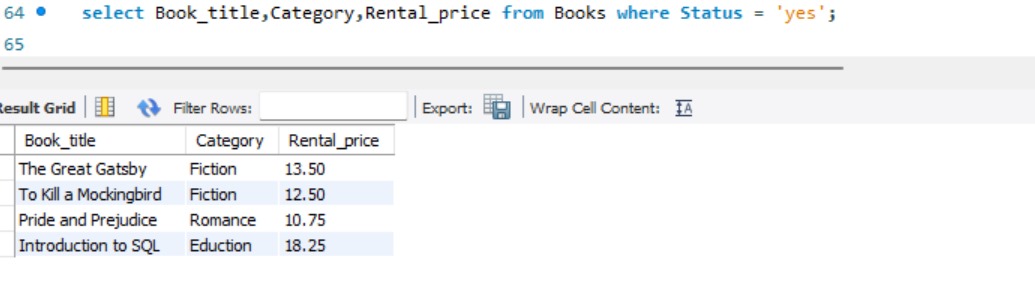 64 select Book_title,Category,Rental_price from Books where Status = 'yes';
65
Result Grid Filter Rows: Export: Wrap Cell Content: IA
Book_title Category Rental_price
The Great Gatsby Fiction 13.50
To Kill a Mockingbird Fiction 12.50
Pride and Prejudice Romance 10.75
Introduction to SQL Eduction 18.25